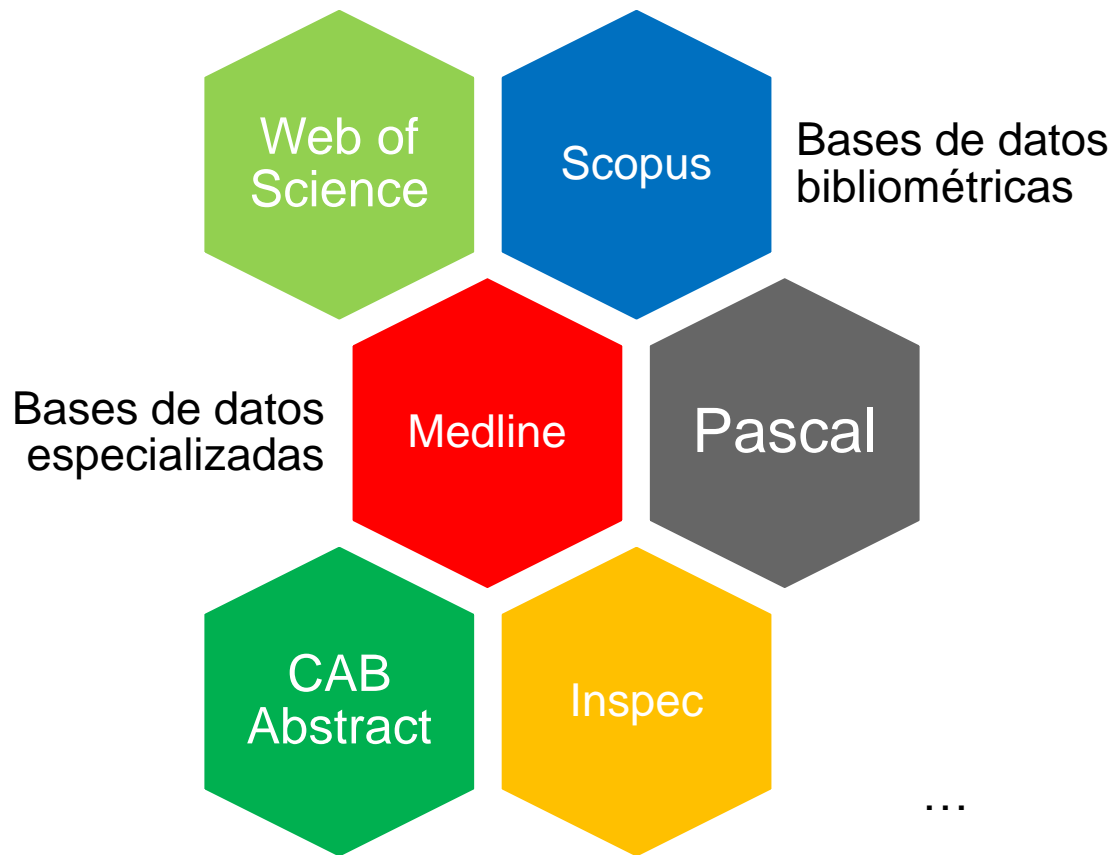 Web of
Science
Scopus
Bases de datos
bibliométricas
Bases de datos
especializadas
Medline
Pascal
CAB
Abstract
Inspec
…